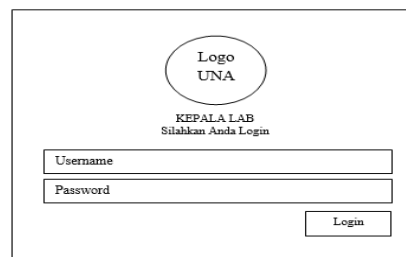 Logo
UNA
KEPALA LAB
Silahkan Anda Login
Username
Password
Login